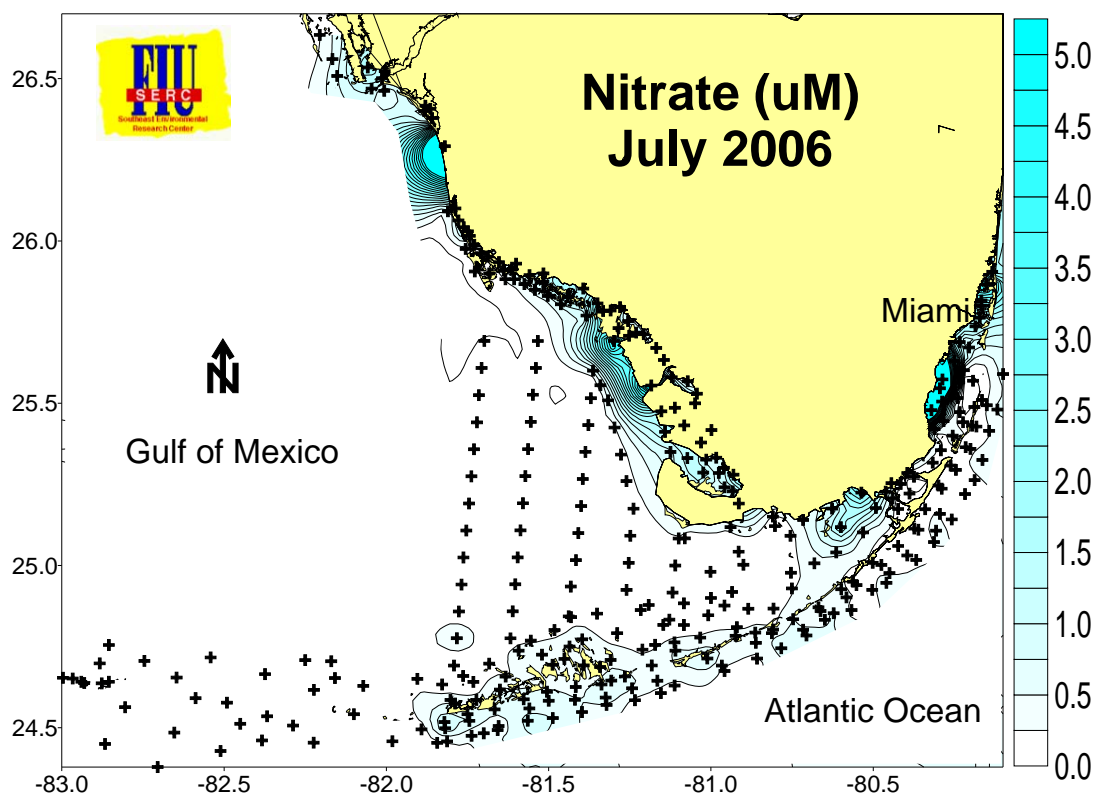 FIU
SERC
Southeast Environmental
Research Center
Nitrate (uM)
July 2006
Miami
N
Gulf of Mexico
Atlantic Ocean
26.5
26.0
25.5
25.0
24.5
-83.0 -82.5 -82.0 -81.5 -81.0 -80.5
5.0
4.5
4.0
3.5
3.0
2.5
2.0
1.5
1.0
0.5
0.0